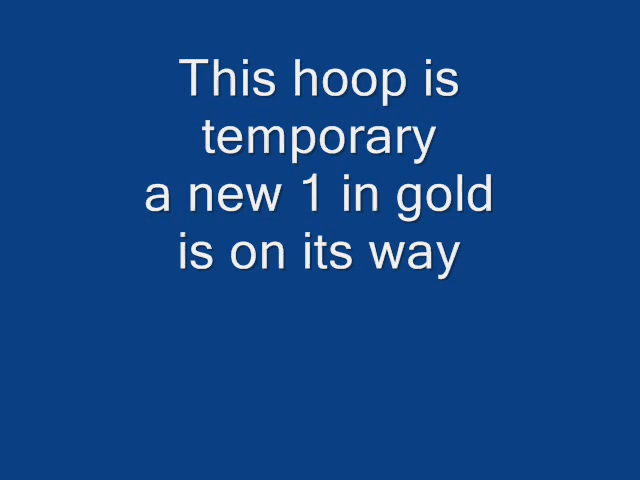 This hoop is
temporary
a new 1 in gold
is on its way